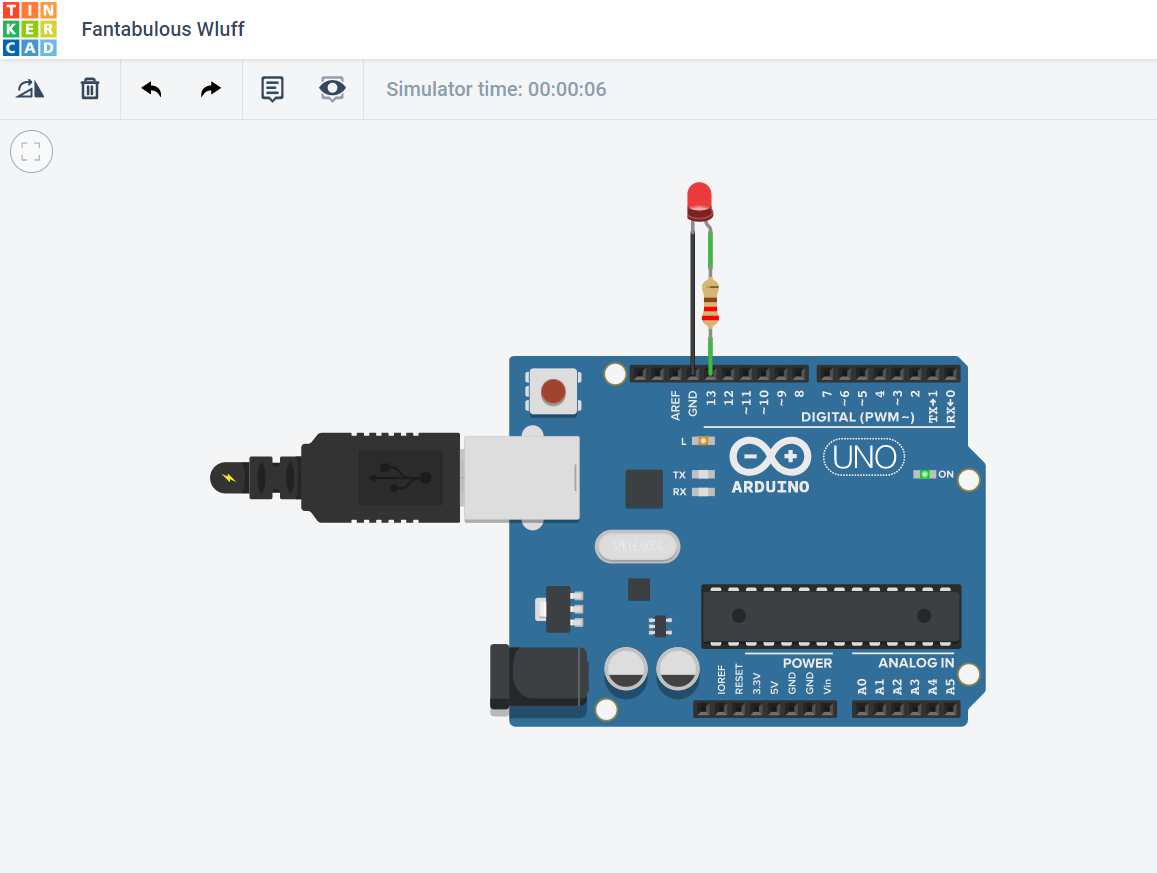 TIN
KER
CAD
Fantabulous Wluff
Simulator time: 00:00:06
AREF
GND
13
12
~11
~10
~9
8
7
~6
~5
4
~3
2
TX→1
RX←0
DIGITAL (PWM ~)
L
TX
RX
ARDUINO
UNO
ON
SPK16.000G
POWER
ANALOG IN
IOREF
RESET
3.3V
5V
GND
GND
Vin
A0
A1
A2
A3
A4
A5